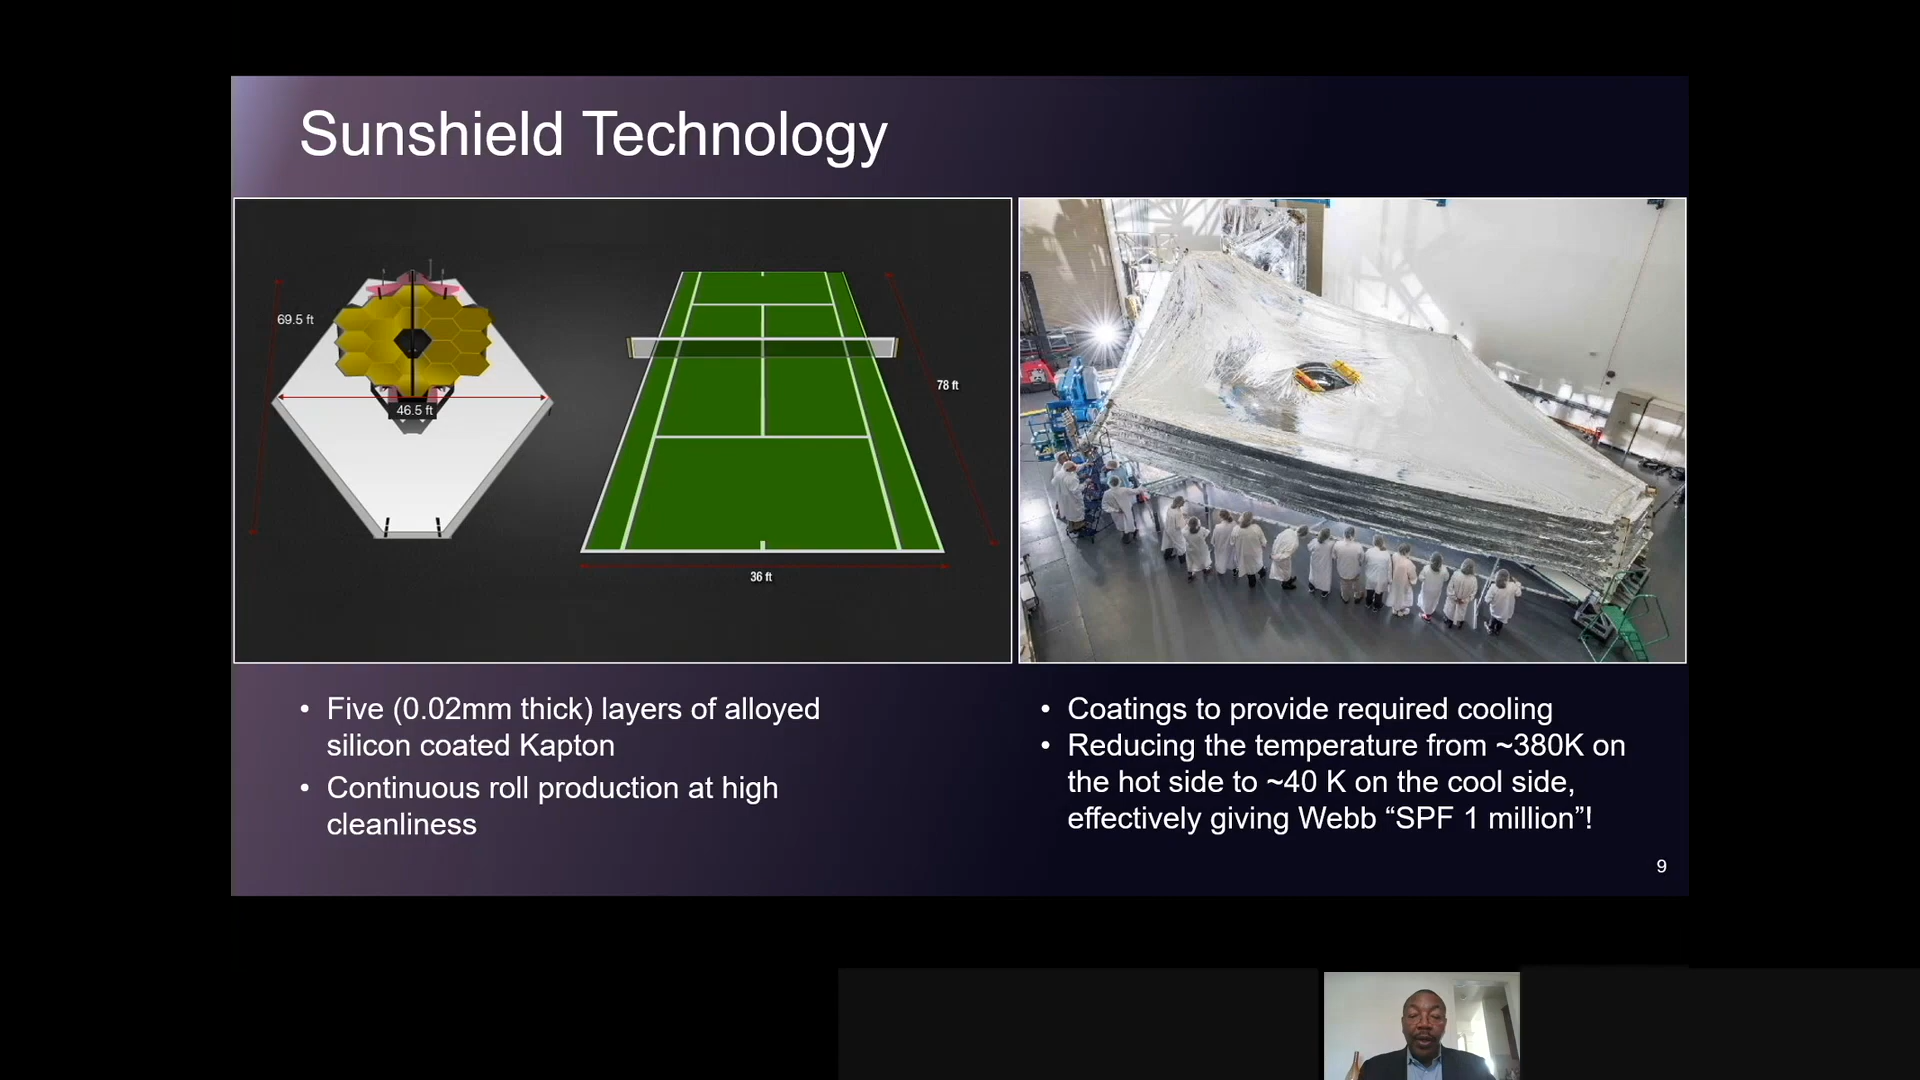 Sunshield Technology
69.5 ft
46.5 ft
78 ft
36 ft
• Five (0.02mm thick) layers of alloyed
silicon coated Kapton
• Continuous roll production at high
cleanliness
• Coatings to provide required cooling
• Reducing the temperature from ~380K on
the hot side to ~40 K on the cool side,
effectively giving Webb “SPF 1 million”!
9